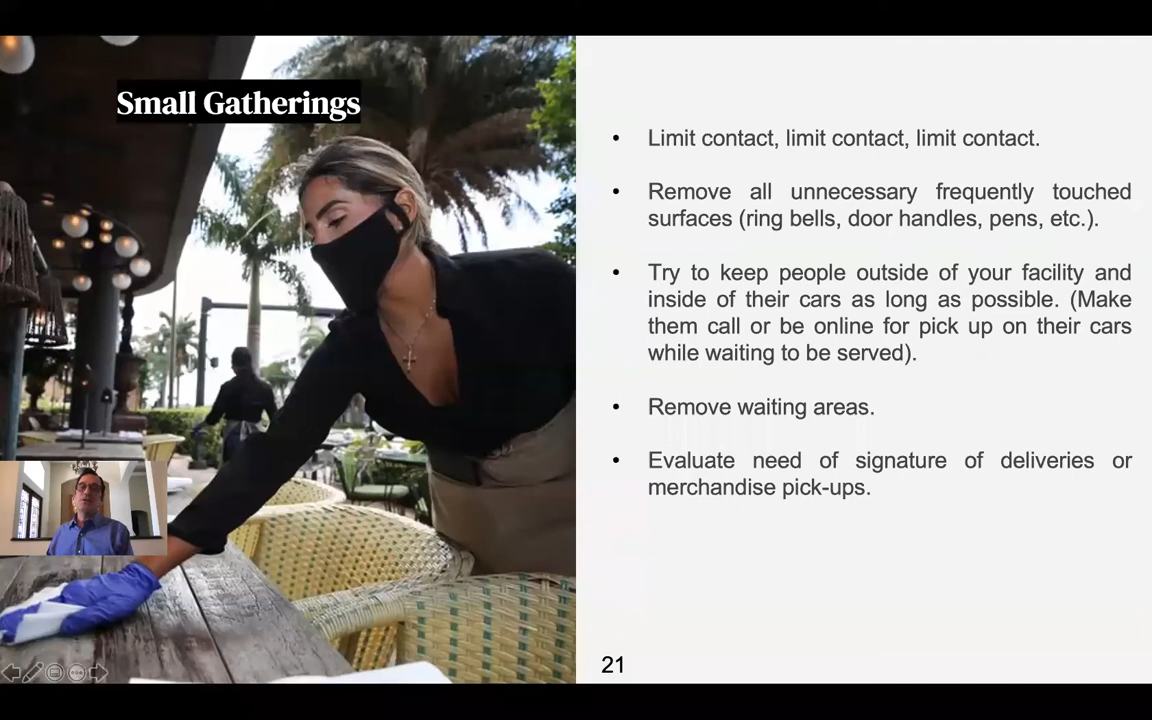 Small Gatherings
• Limit contact, limit contact, limit contact.
• Remove all unnecessary frequently touched
surfaces (ring bells, door handles, pens, etc.).
• Try to keep people outside of your facility and
inside of their cars as long as possible. (Make
them call or be online for pick up on their cars
while waiting to be served).
• Remove waiting areas.
• Evaluate need of signature of deliveries or
merchandise pick-ups.
21